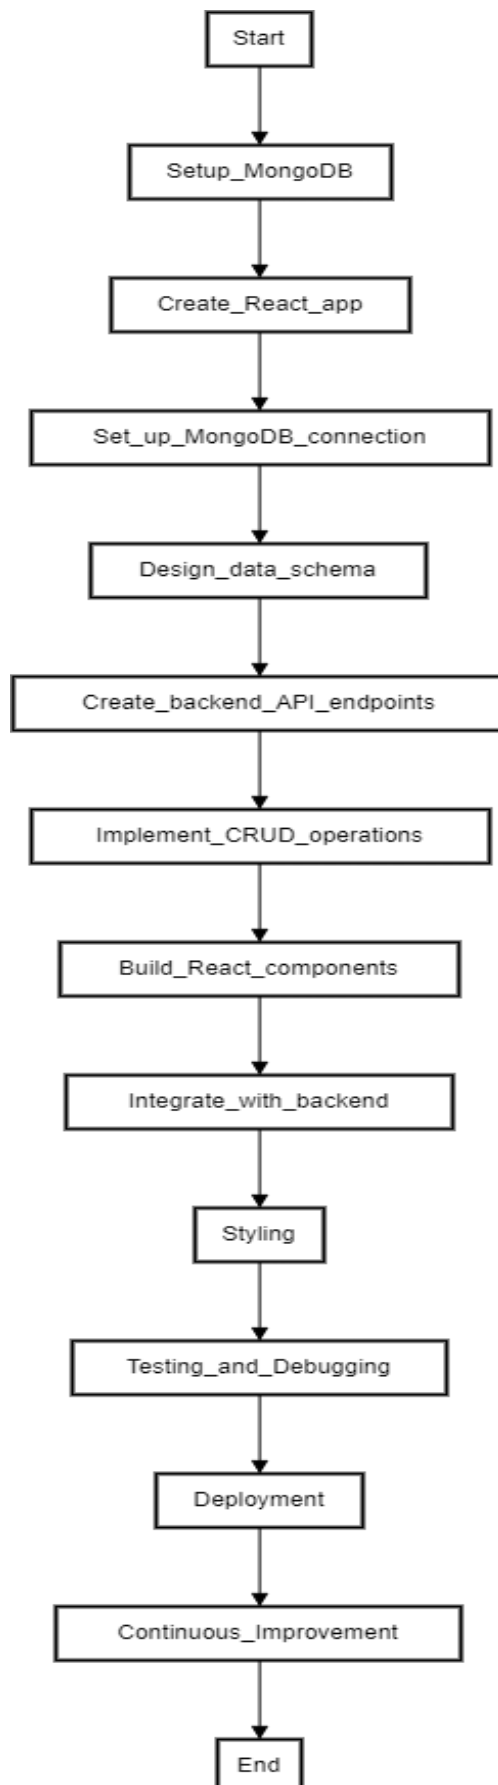 Start
Setup_MongoDB
Create_React_app
Set_up_MongoDB_connection
Design_data_schema
Create_backend_API_endpoints
Implement_CRUD_operations
Build_React_components
Integrate_with_backend
Styling
Testing_and_Debugging
Deployment
Continuous_Improvement
End